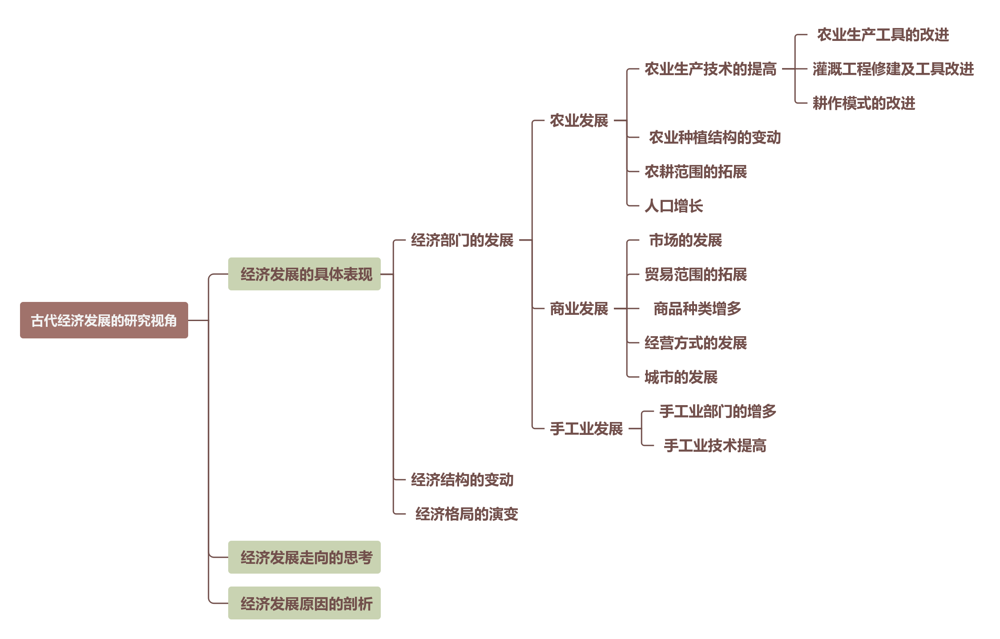 古代经济发展的研究视角
经济发展的具体表现
经济部门的发展
农业发展
农业生产技术的提高
农业生产工具的改进
灌溉工程修建及工具改进
耕作模式的改进
农业种植结构的变动
农耕范围的拓展
人口增长
商业发展
市场的发展
贸易范围的拓展
商品种类增多
经营方式的发展
城市的发展
手工业发展
手工业部门的增多
手工业技术提高
经济结构的变动
经济格局的演变
经济发展走向的思考
经济发展原因的剖析